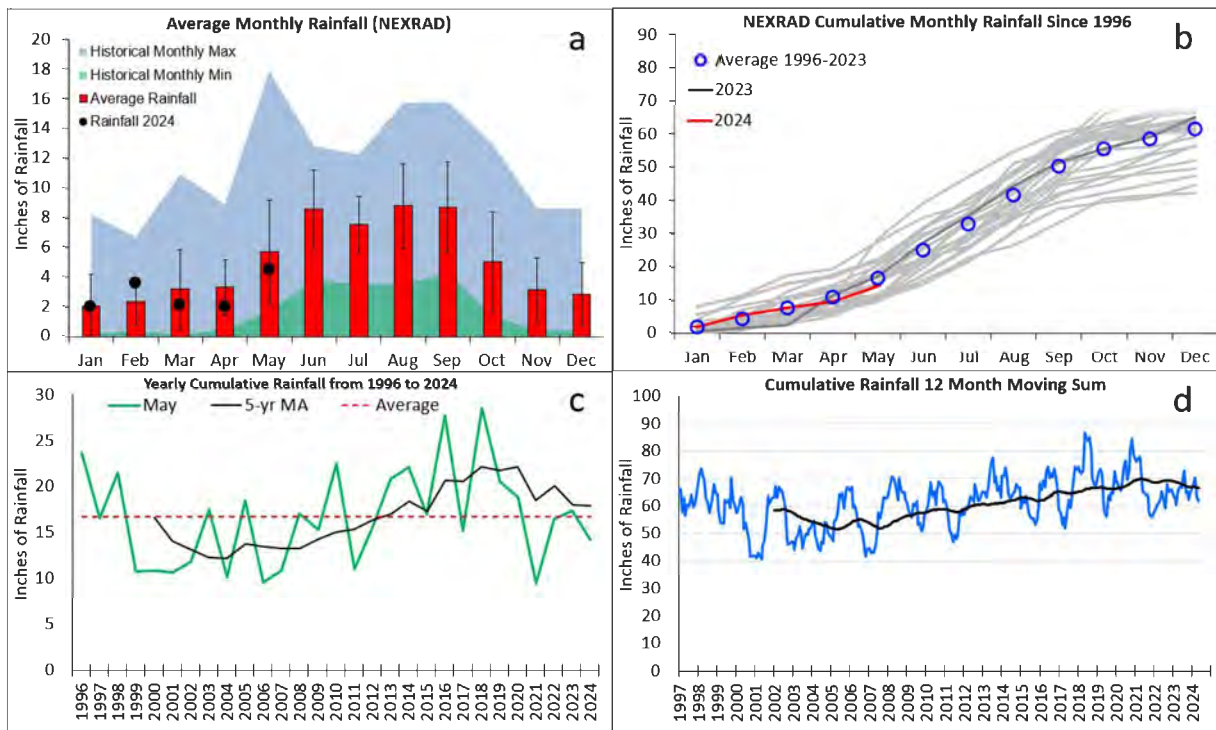 Average Monthly Rainfall (NEXRAD)
a
Inches of Rainfall
20
18
16
14
12
10
8
6
4
2
0
Historical Monthly Max
Historical Monthly Min
Average Rainfall
Rainfall 2024
Jan Feb Mar Apr May Jun Jul Aug Sep Oct Nov Dec
NEXRAD Cumulative Monthly Rainfall Since 1996
b
Inches of Rainfall
90
80
70
60
50
40
30
20
10
0
Average 1996-2023
2023
2024
Jan Feb Mar Apr May Jun Jul Aug Sep Oct Nov Dec
Yearly Cumulative Rainfall from 1996 to 2024
c
Inches of Rainfall
30
25
20
15
10
5
0
May 5-yr MA Average
1996 1997 1998 1999 2000 2001 2002 2003 2004 2005 2006 2007 2008 2009 2010 2011 2012 2013 2014 2015 2016 2017 2018 2019 2020 2021 2022 2023 2024
Cumulative Rainfall 12 Month Moving Sum
d
Inches of Rainfall
100
90
80
70
60
50
40
30
20
10
0
1997 1998 1999 2000 2001 2002 2003 2004 2005 2006 2007 2008 2009 2010 2011 2012 2013 2014 2015 2016 2017 2018 2019 2020 2021 2022 2023 2024